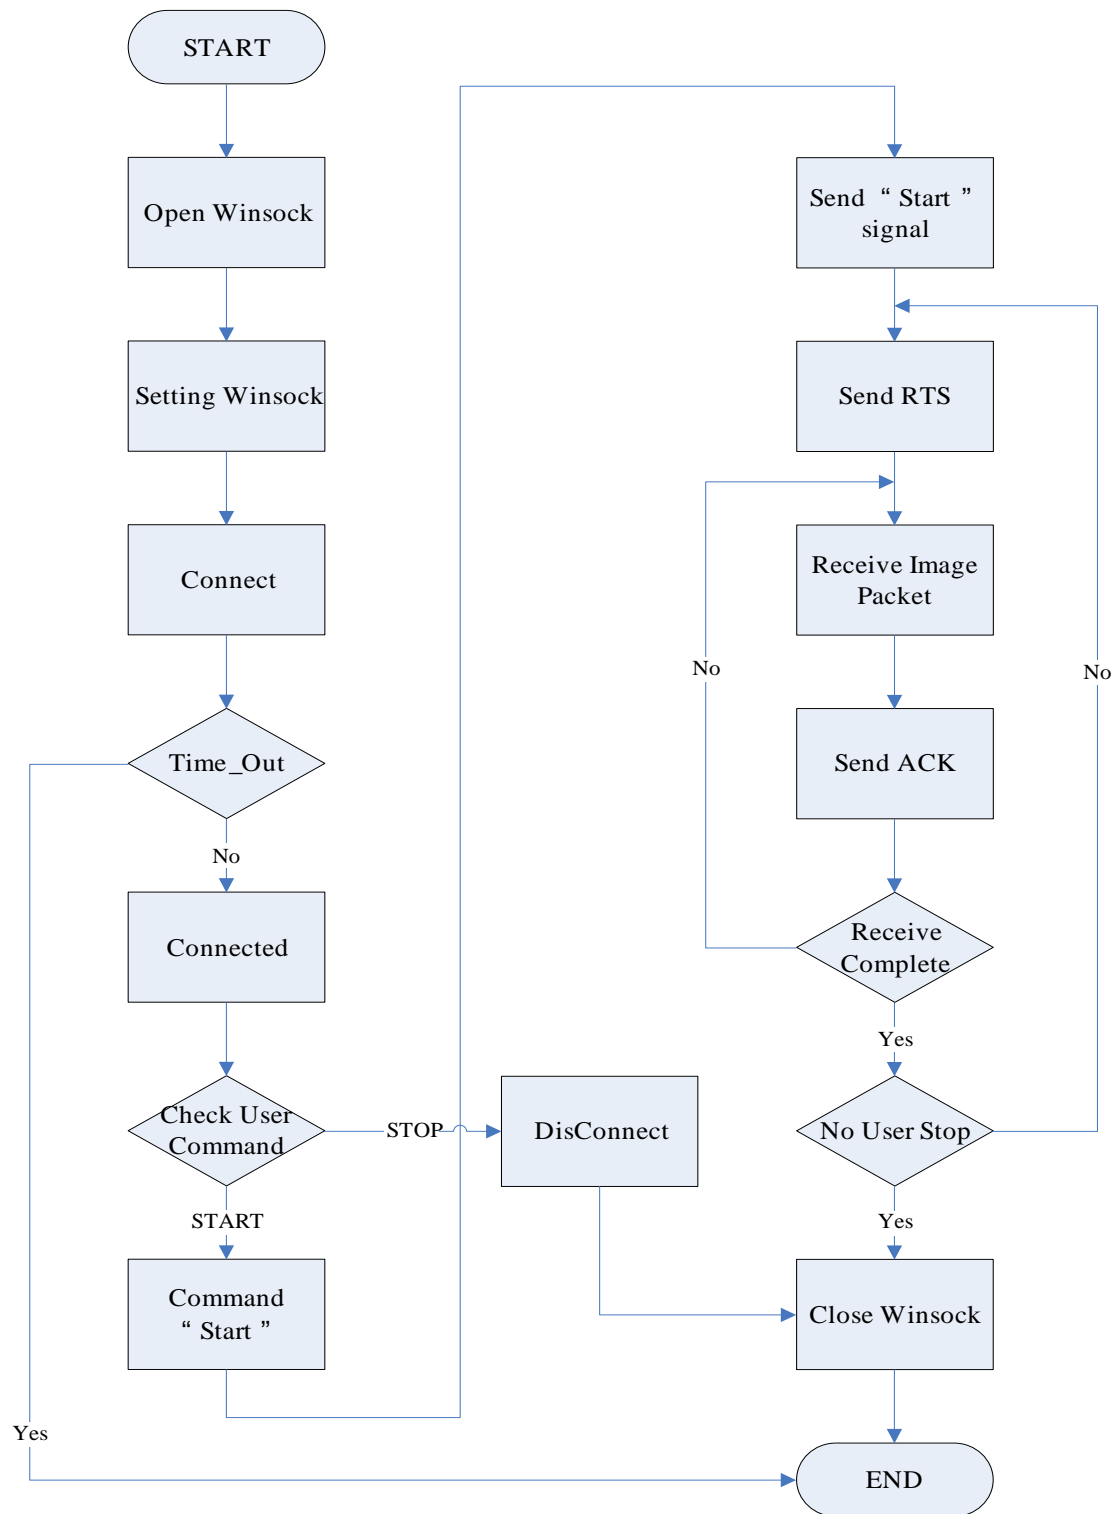 START
Open Winsock
Setting Winsock
Connect
Time_Out
No
Connected
Check User
Command
STOP
DisConnect
START
Command
“ Start ”
Yes
Send “ Start ”
signal
Send RTS
Receive Image
Packet
No
No
Send ACK
Receive
Complete
Yes
No User Stop
Yes
Close Winsock
END